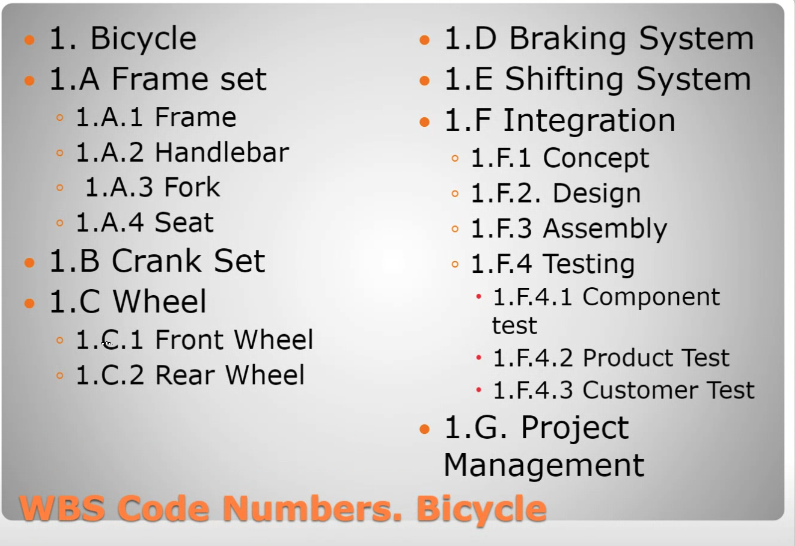 1. Bicycle
1.A Frame set
1.A.1 Frame
1.A.2 Handlebar
1.A.3 Fork
1.A.4 Seat
1.B Crank Set
1.C Wheel
1.C.1 Front Wheel
1.C.2 Rear Wheel
1.D Braking System
1.E Shifting System
1.F Integration
1.F.1 Concept
1.F.2. Design
1.F.3 Assembly
1.F.4 Testing
1.F.4.1 Component
test
1.F.4.2 Product Test
1.F.4.3 Customer Test
1.G. Project
Management
WBS Code Numbers. Bicycle